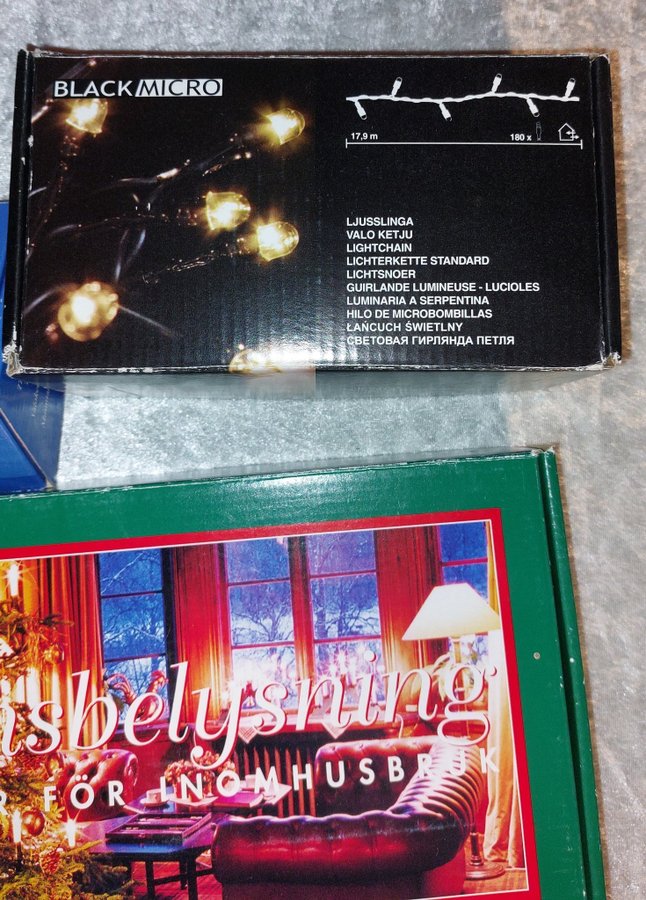 BLACK MICRO
17,9 m 180 x
LJUSSLINGA
VALO KETJU
LIGHTCHAIN
LICHTERKETTE STANDARD
LICHTSNOER
GUIRLANDE LUMINEUSE - LUCIOLES
LUMINARIA A SERPENTINA
HILO DE MICROBOMBILLAS
ŁAŃCUCH ŚWIETLNY
СВЕТОВАЯ ГИРЛЯНДА ПЕТЛЯ
sbelysning
R FÖR INOMHUSBRUK